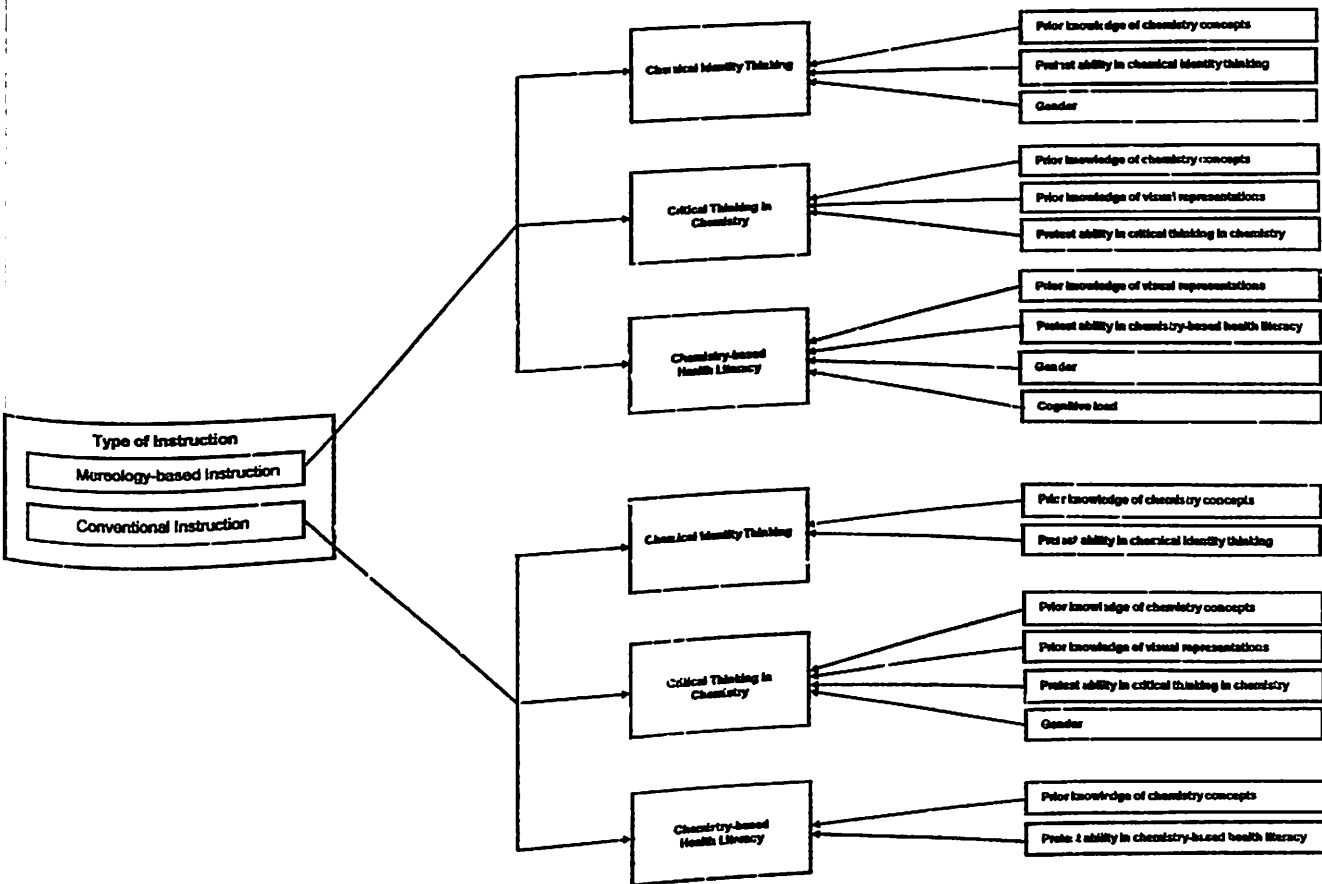 Type of Instruction
Mereology-based Instruction
Conventional Instruction
Chemical Identity Thinking
Prior knowledge of chemistry concepts
Pretest ability in chemical identity thinking
Gender
Critical Thinking in
Chemistry
Prior knowledge of chemistry concepts
Prior knowledge of visual representations
Pretest ability in critical thinking in chemistry
Chemistry-based
Health Literacy
Prior knowledge of visual representations
Pretest ability in chemistry-based health literacy
Gender
Cognitive load
Chemical Identity Thinking
Prior knowledge of chemistry concepts
Pretest ability in chemical identity thinking
Critical Thinking in
Chemistry
Prior knowledge of chemistry concepts
Prior knowledge of visual representations
Pretest ability in critical thinking in chemistry
Gender
Chemistry-based
Health Literacy
Prior knowledge of chemistry concepts
Pretest ability in chemistry-based health literacy